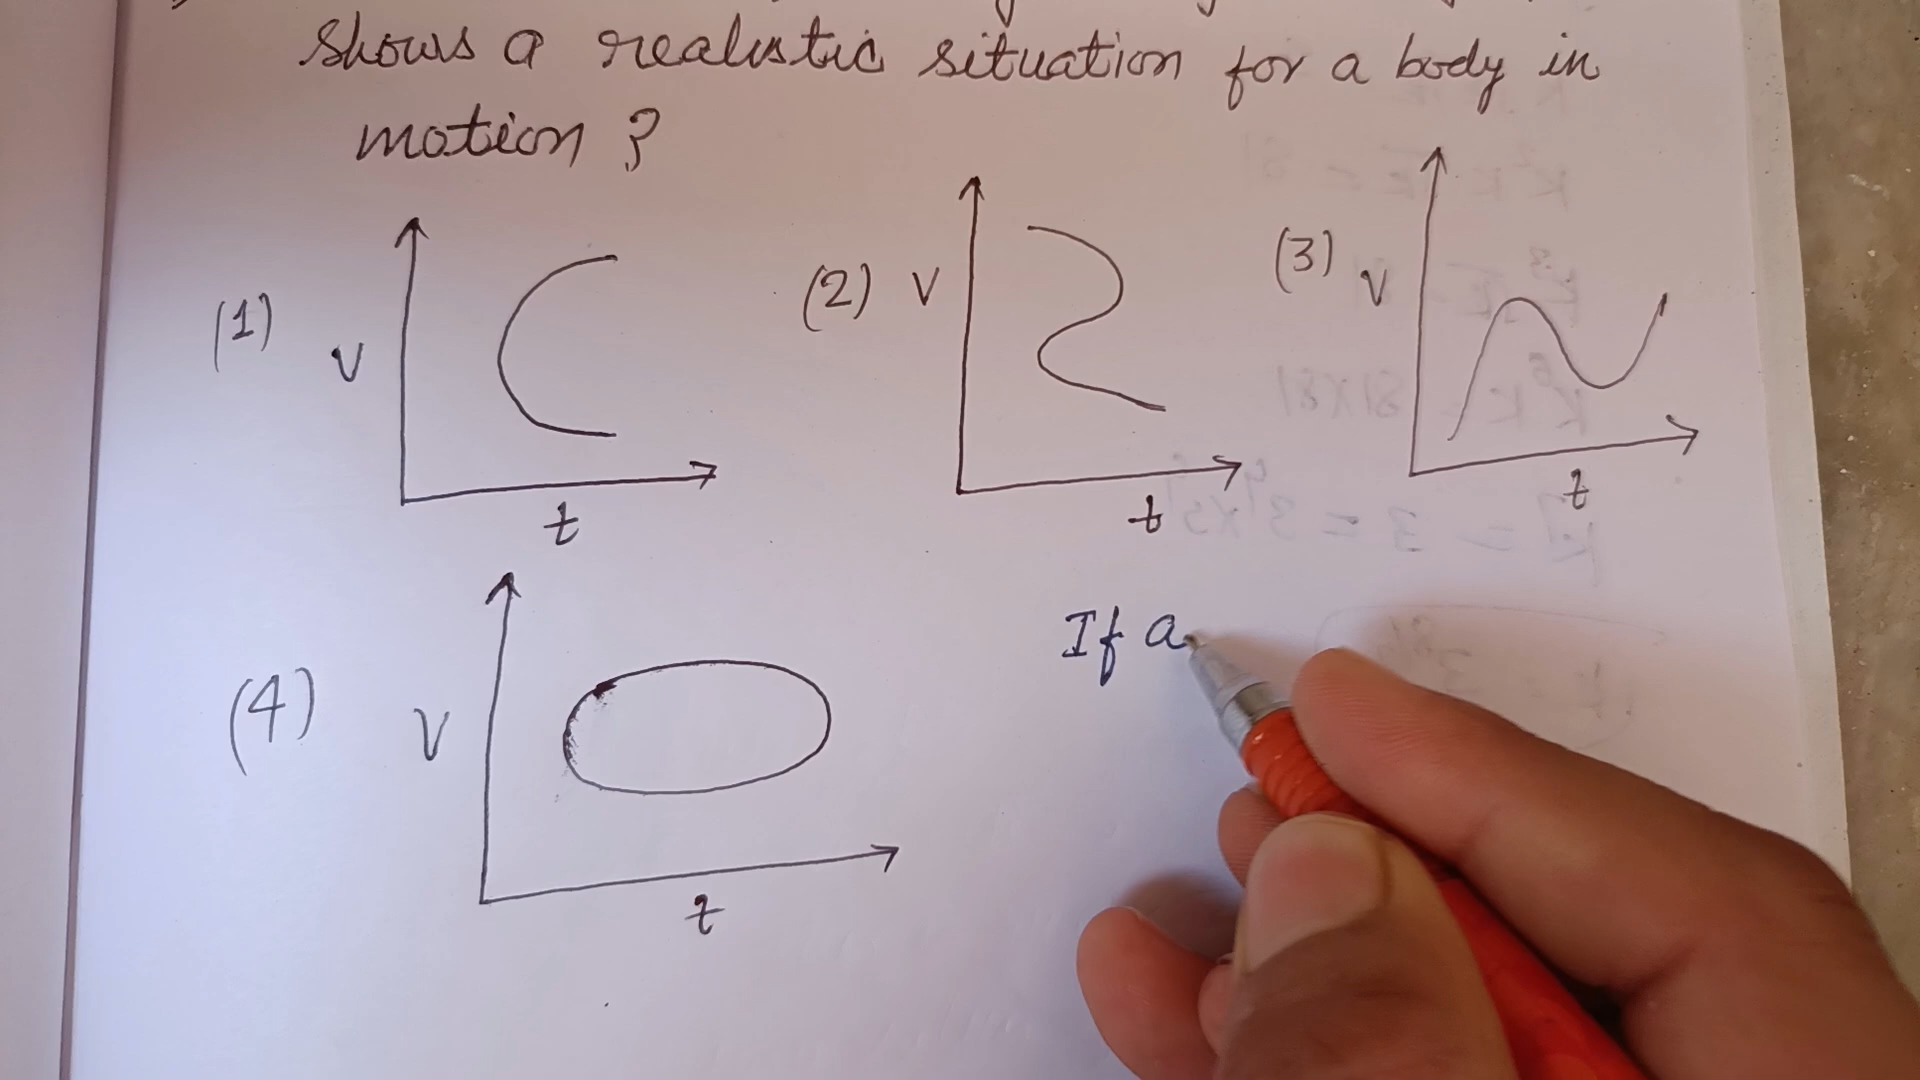 shows a realistic situation for a body in
motion ?
(1) V t
(2) V t
(3) V t
(4) V t
If a